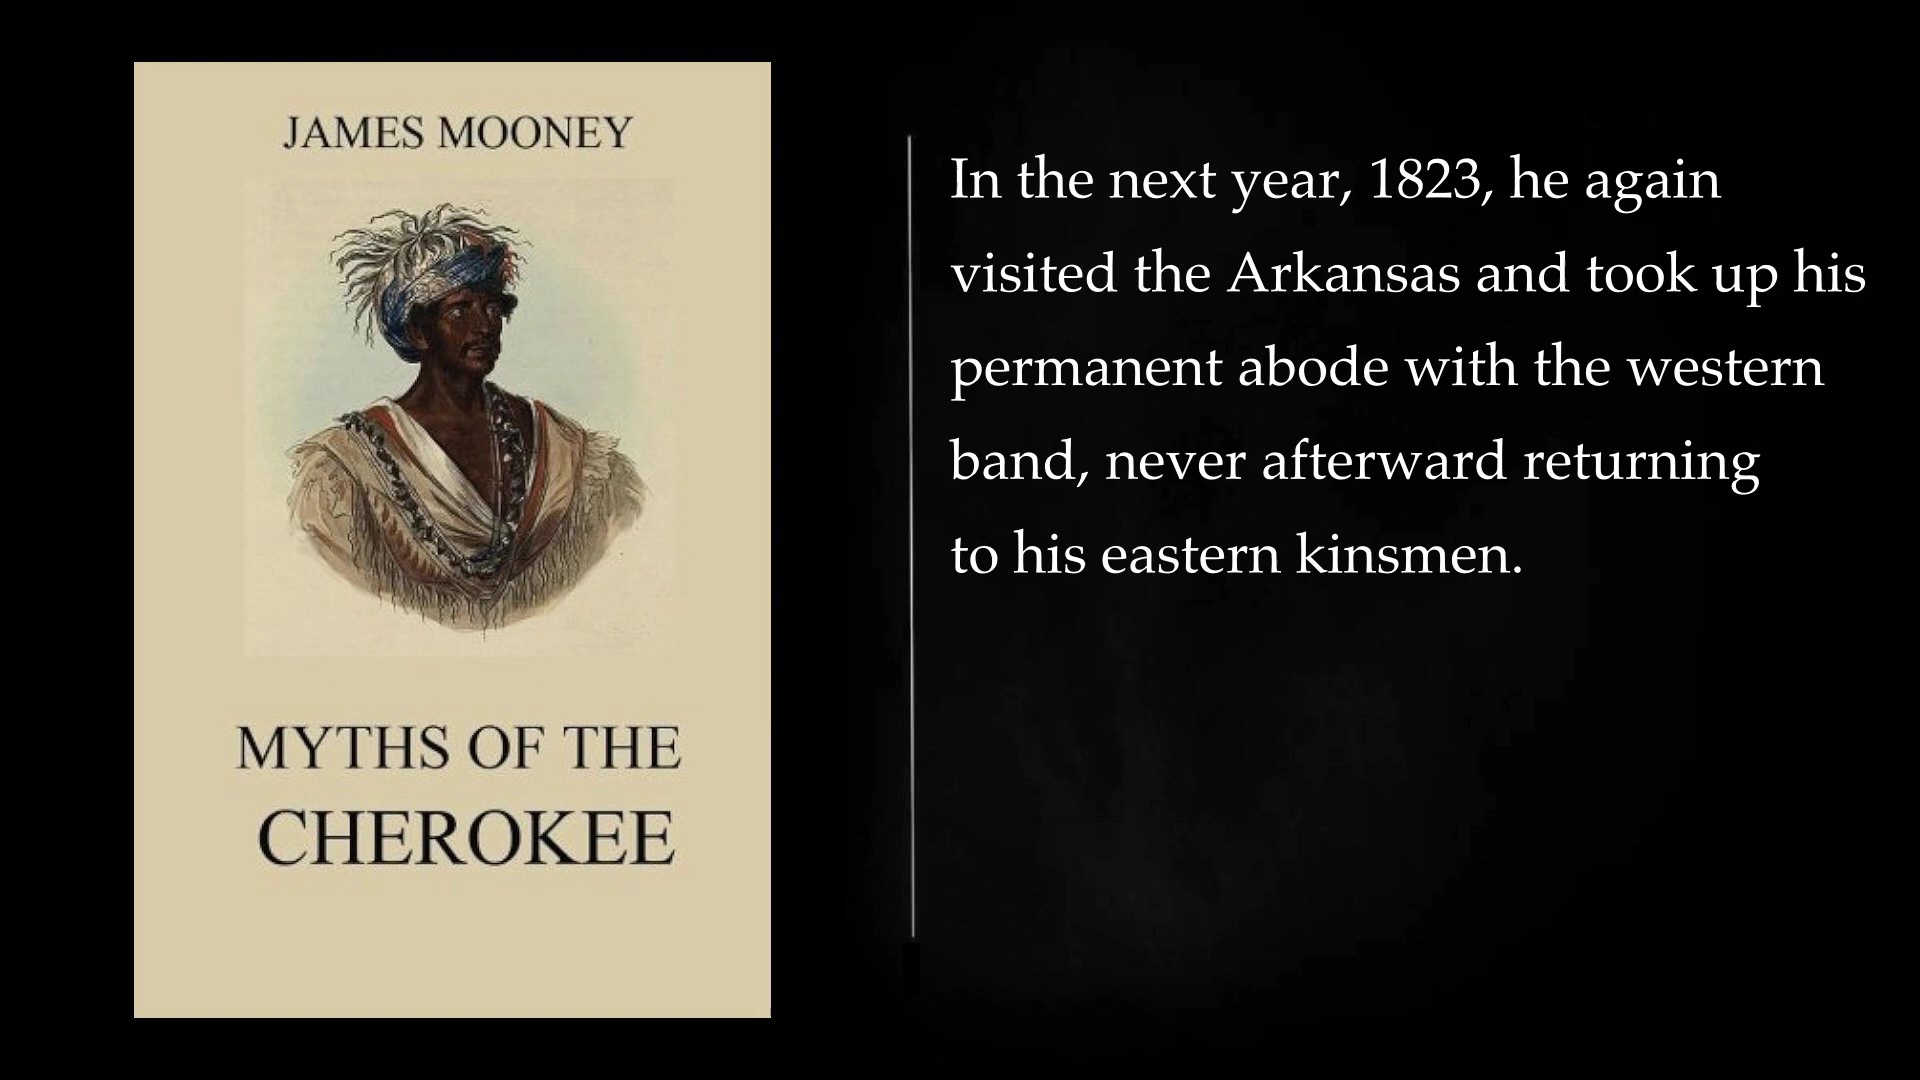 JAMES MOONEY
MYTHS OF THE
CHEROKEE
In the next year, 1823, he again
visited the Arkansas and took up his
permanent abode with the western
band, never afterward returning
to his eastern kinsmen.